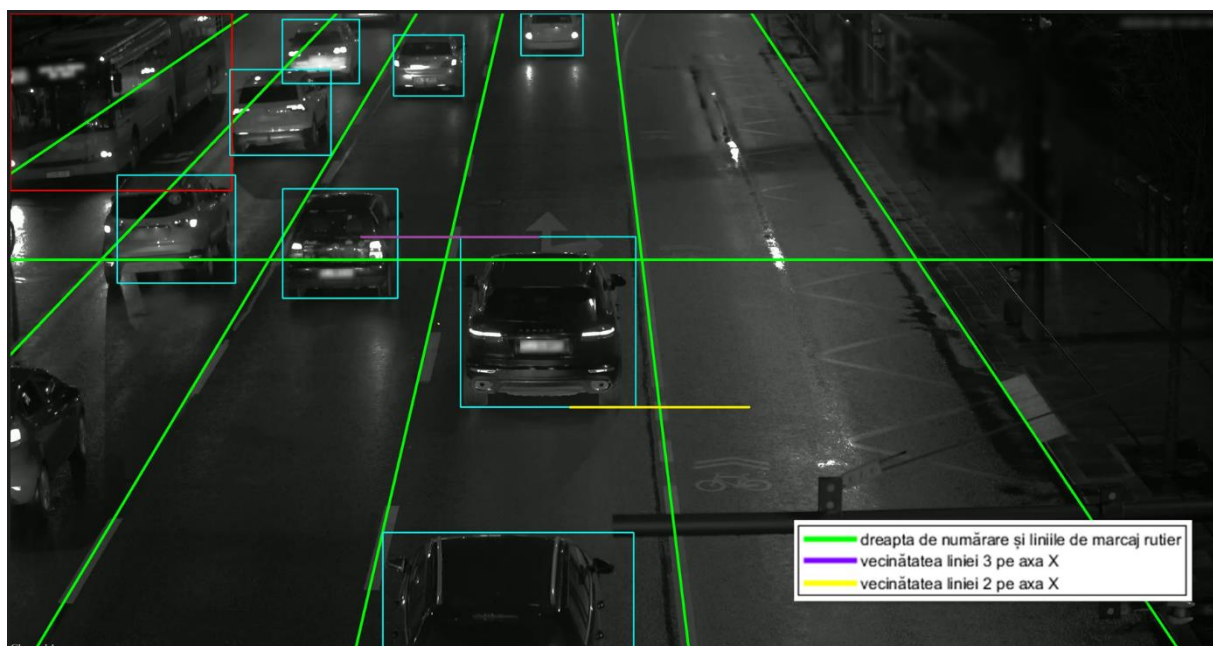 dreapta de numărare și liniile de marcaj rutier
vecinătatea liniei 3 pe axa X
vecinătatea liniei 2 pe axa X